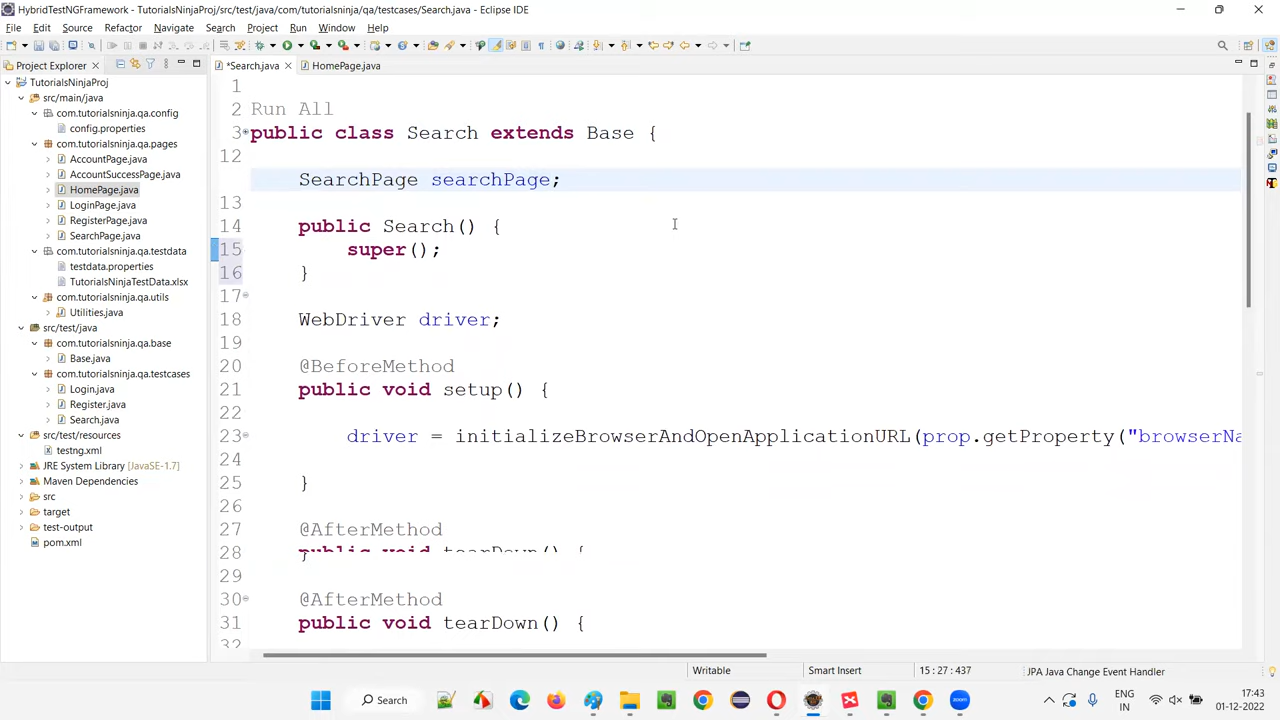 HybridTestNGFramework - TutorialsNinjaProj/src/test/java/com/tutorialsninja/qa/testcases/Search.java - Eclipse IDE
File Edit Source Refactor Navigate Search Project Run Window Help
Project Explorer
*Search.java
HomePage.java
TutorialsNinjaProj
src/main/java
com.tutorialsninja.qa.config
config.properties
com.tutorialsninja.qa.pages
AccountPage.java
AccountSuccessPage.java
HomePage.java
LoginPage.java
RegisterPage.java
SearchPage.java
com.tutorialsninja.qa.testdata
testdata.properties
TutorialsNinjaTestData.xlsx
com.tutorialsninja.qa.utils
Utilities.java
src/test/java
com.tutorialsninja.qa.base
Base.java
com.tutorialsninja.qa.testcases
Login.java
Register.java
Search.java
src/test/resources
testng.xml
JRE System Library [JavaSE-1.7]
Maven Dependencies
src
target
test-output
pom.xml
1
2 Run All
3 public class Search extends Base {
12
SearchPage searchPage;
13
14 public Search() {
15 super();
16 }
17
18 WebDriver driver;
19
20 @BeforeMethod
21 public void setup() {
22
23 driver = initializeBrowserAndOpenApplicationURL(prop.getProperty("browserNa
24
25 }
26
27 @AfterMethod
28 public void tearDown() {
29
30 @AfterMethod
31 public void tearDown() {
32
Writable
Smart Insert
15 : 27 : 437
JPA Java Change Event Handler
Search
ENG
IN
17:43
01-12-2022